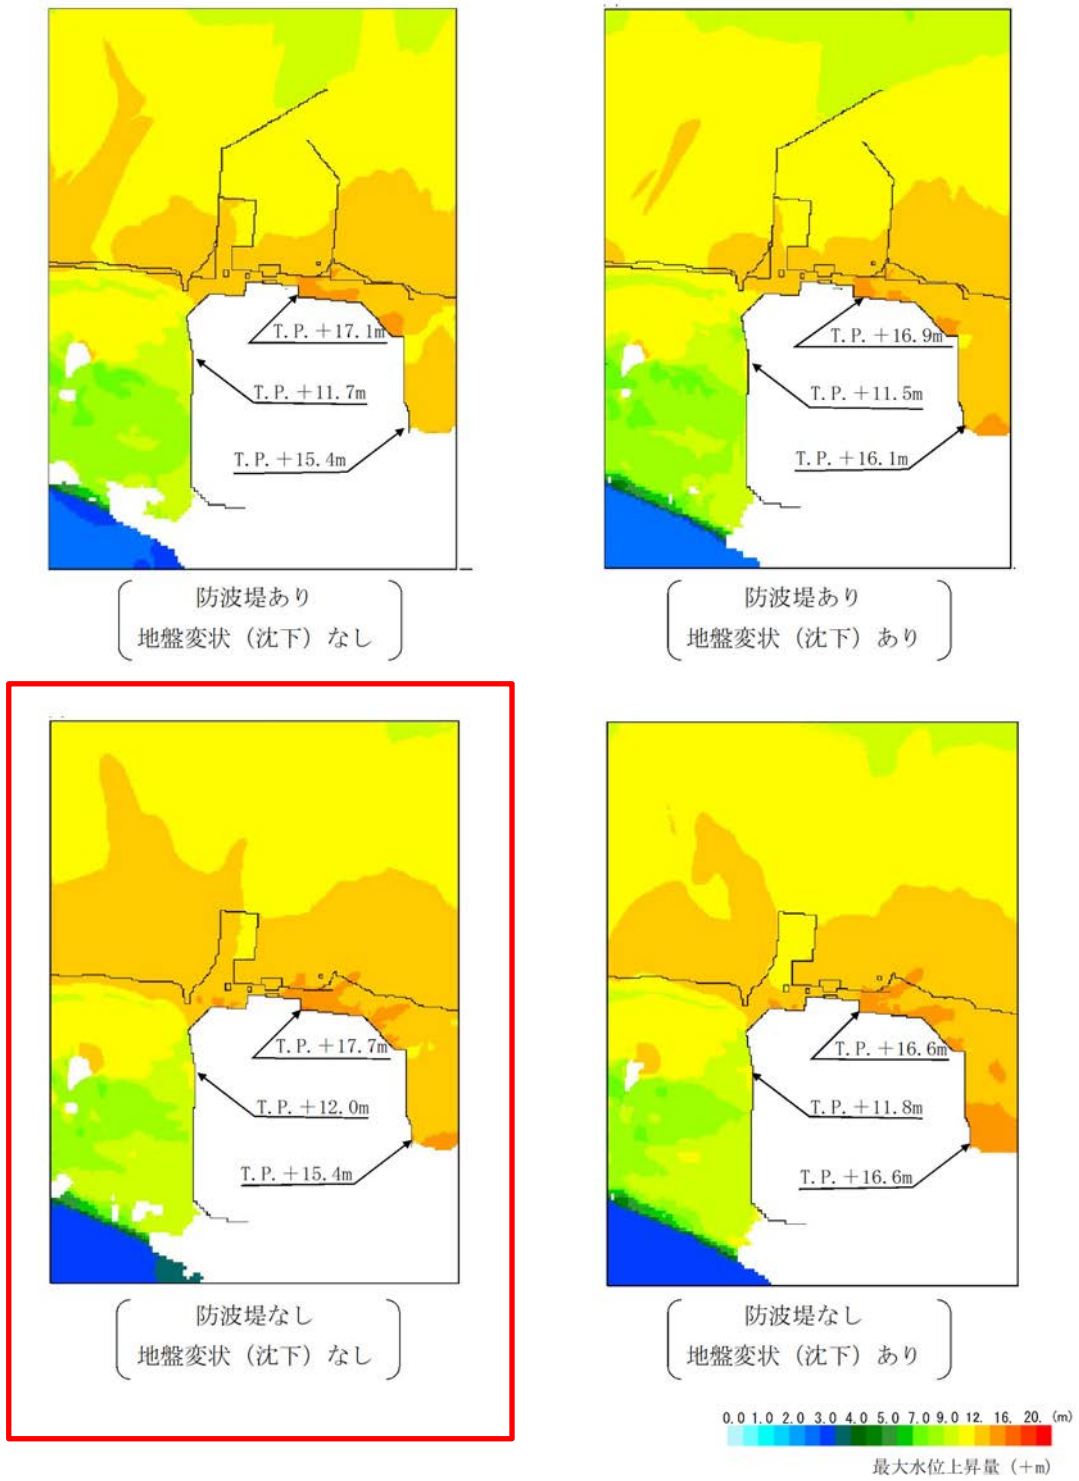 T.P.+17.1m
T.P.+11.7m
T.P.+15.4m
防波堤あり
地盤変状（沈下）なし
T.P.+16.9m
T.P.+11.5m
T.P.+16.1m
防波堤あり
地盤変状（沈下）あり
T.P.+17.7m
T.P.+12.0m
T.P.+15.4m
防波堤なし
地盤変状（沈下）なし
T.P.+16.6m
T.P.+11.8m
T.P.+16.6m
防波堤なし
地盤変状（沈下）あり
0.0 1.0 2.0 3.0 4.0 5.0 7.0 9.0 12. 16. 20. (m)
最大水位上昇量（+m）